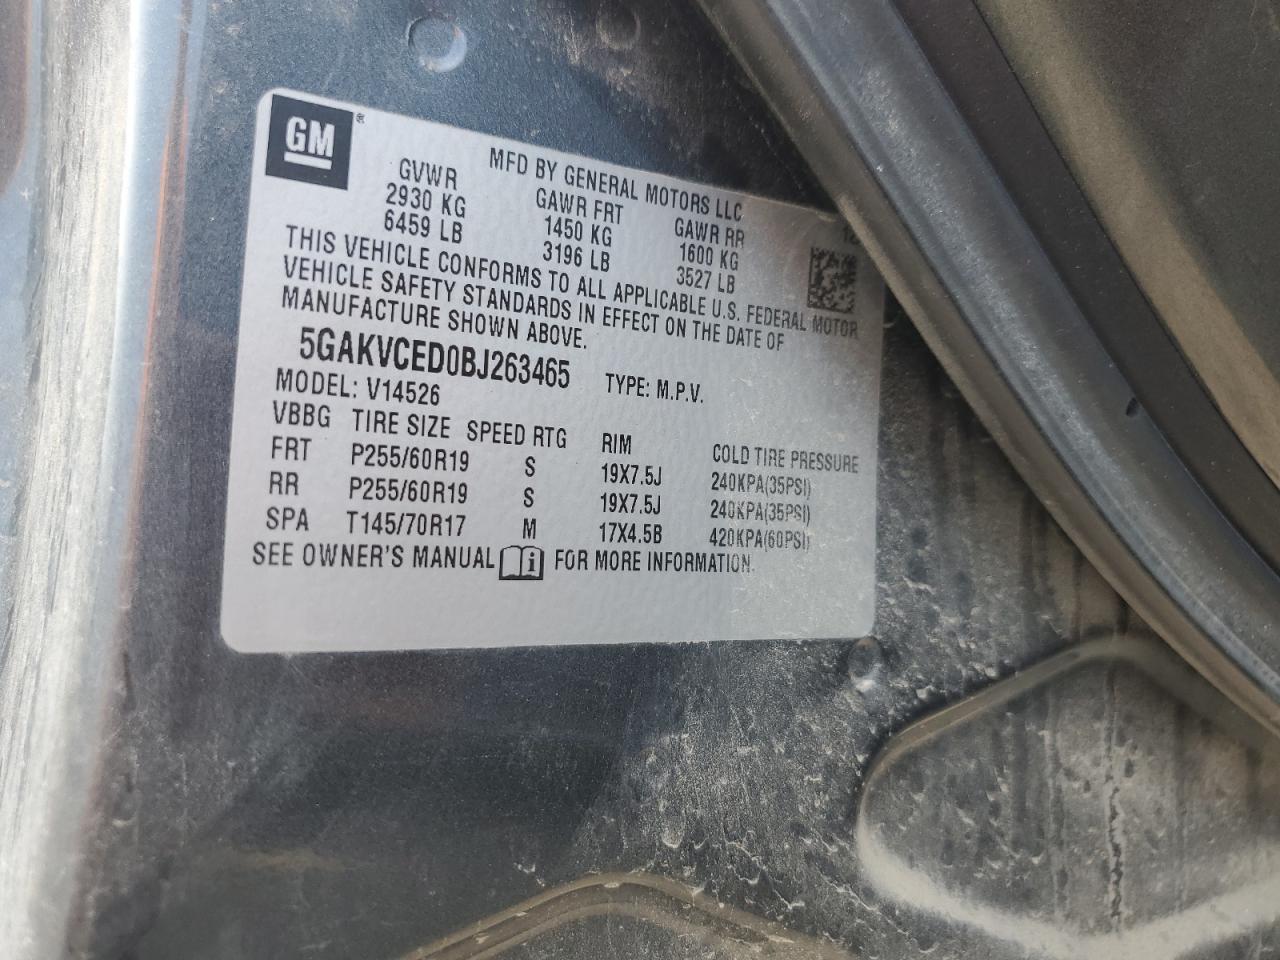 GM®
MFD BY GENERAL MOTORS LLC
GVWR GAWR FRT GAWR RR
2930 KG 1450 KG 1600 KG
6459 LB 3196 LB 3527 LB
THIS VEHICLE CONFORMS TO ALL APPLICABLE U.S. FEDERAL MOTOR
VEHICLE SAFETY STANDARDS IN EFFECT ON THE DATE OF
MANUFACTURE SHOWN ABOVE.
5GAKVCED0BJ263465 TYPE: M.P.V.
MODEL: V14526
VBBG TIRE SIZE SPEED RTG RIM COLD TIRE PRESSURE
FRT P255/60R19 S 19X7.5J 240KPA(35PSI)
RR P255/60R19 S 19X7.5J 240KPA(35PSI)
SPA T145/70R17 M 17X4.5B 420KPA(60PSI)
SEE OWNER'S MANUAL i FOR MORE INFORMATION.